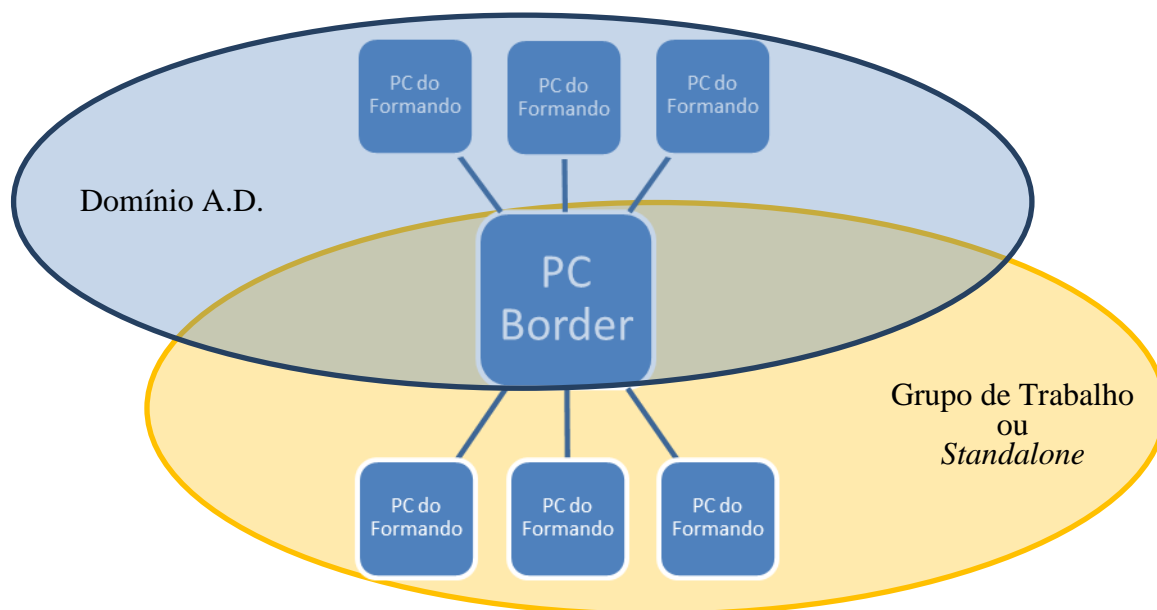 PC do
Formando
PC do
Formando
PC do
Formando
Domínio A.D.
PC
Border
Grupo de Trabalho
ou
Standalone
PC do
Formando
PC do
Formando
PC do
Formando